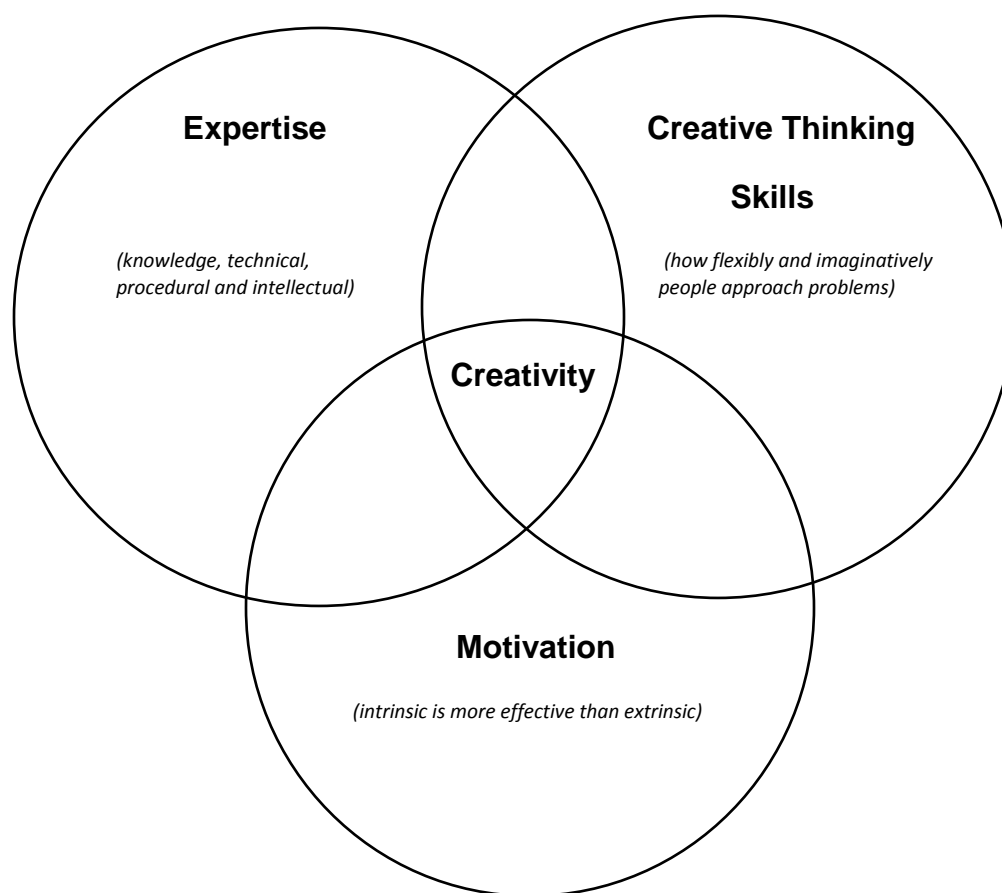 Expertise
(knowledge, technical,
procedural and intellectual)
Creative Thinking
Skills
(how flexibly and imaginatively
people approach problems)
Creativity
Motivation
(intrinsic is more effective than extrinsic)